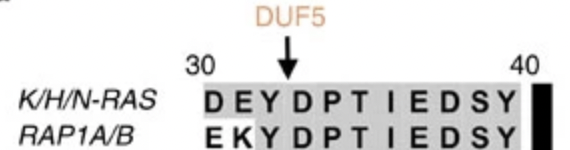 DUF5
30 40
K/H/N-RAS DEYDPTIEDSY
RAP1A/B EKYDPTIEDSY